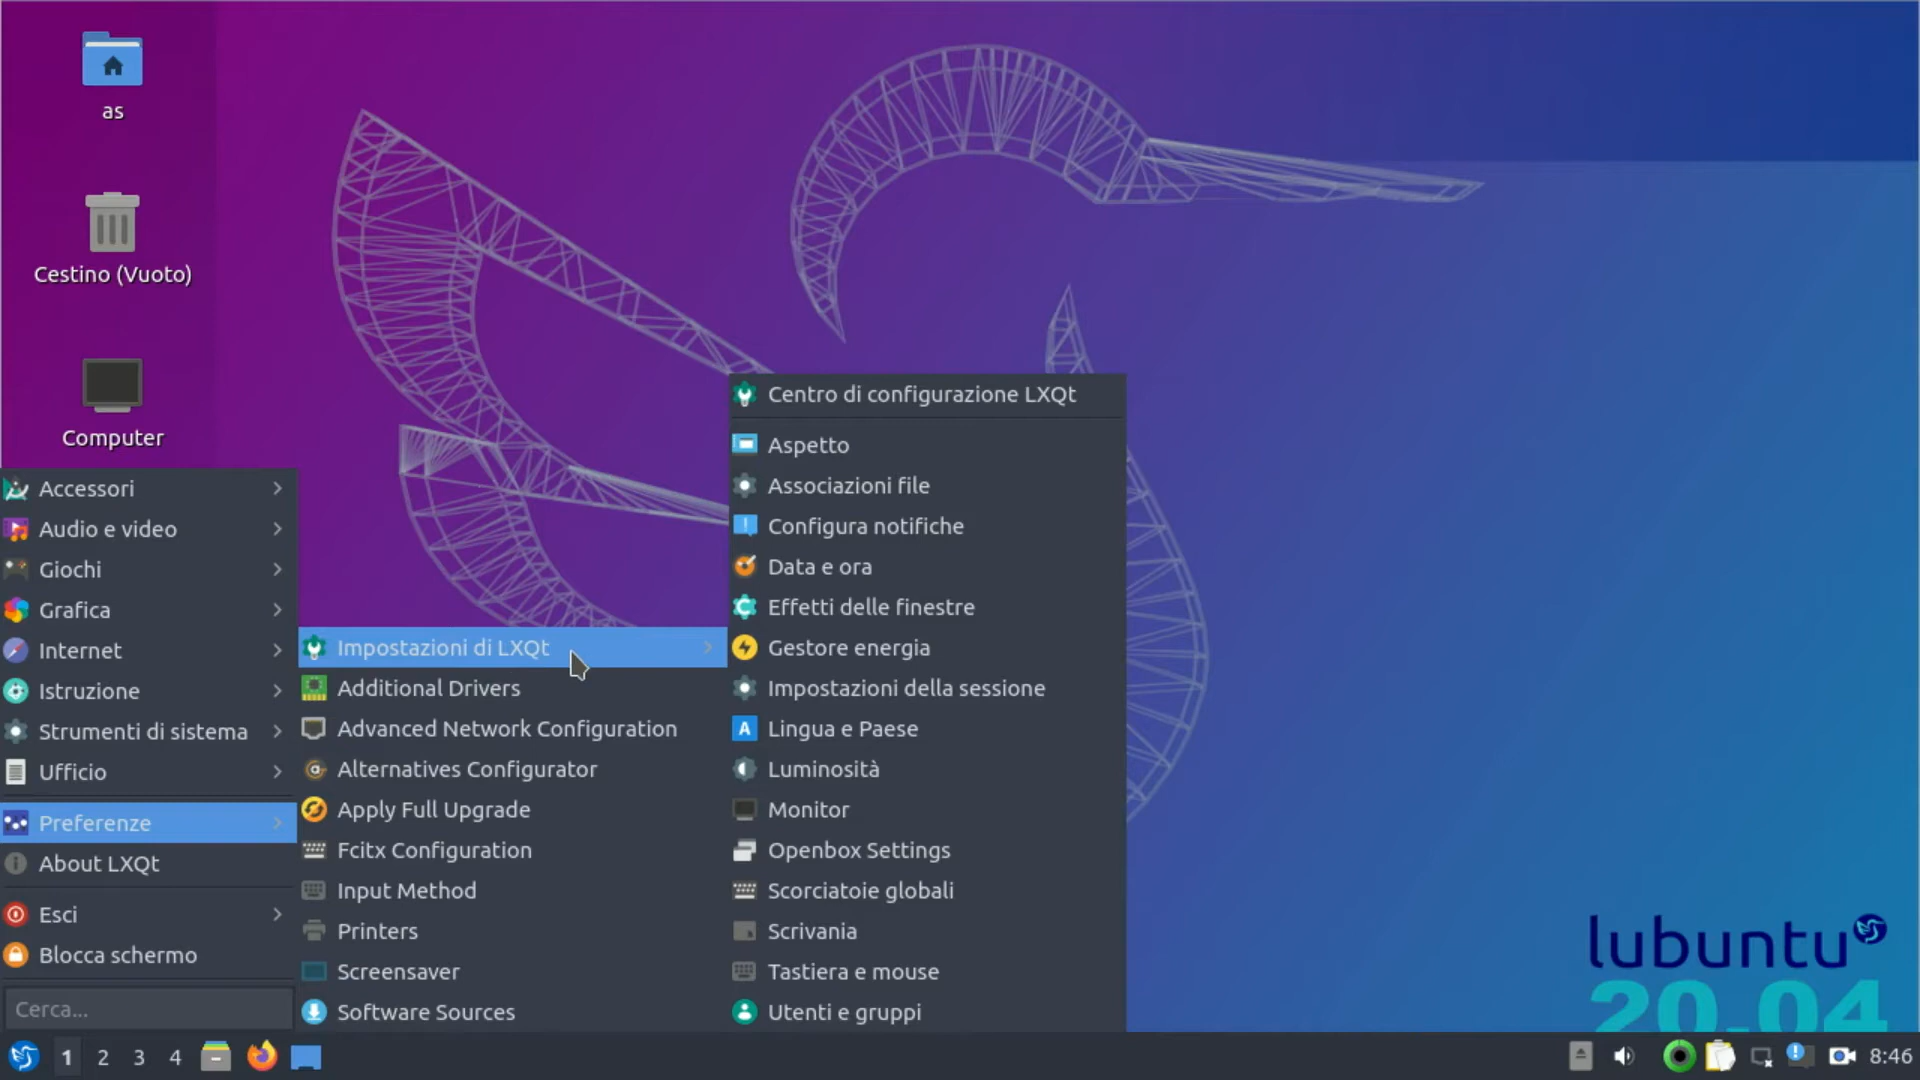 as
Cestino (Vuoto)
Computer
Accessori
Audio e video
Giochi
Grafica
Internet
Istruzione
Strumenti di sistema
Ufficio
Preferenze
About LXQt
Esci
Blocca schermo
Cerca...
Impostazioni di LXQt
Additional Drivers
Advanced Network Configuration
Alternatives Configurator
Apply Full Upgrade
Fcitx Configuration
Input Method
Printers
Screensaver
Software Sources
Centro di configurazione LXQt
Aspetto
Associazioni file
Configura notifiche
Data e ora
Effetti delle finestre
Gestore energia
Impostazioni della sessione
Lingua e Paese
Luminosità
Monitor
Openbox Settings
Scorciatoie globali
Scrivania
Tastiera e mouse
Utenti e gruppi
lubuntu
20.04
1 2 3 4
8:46